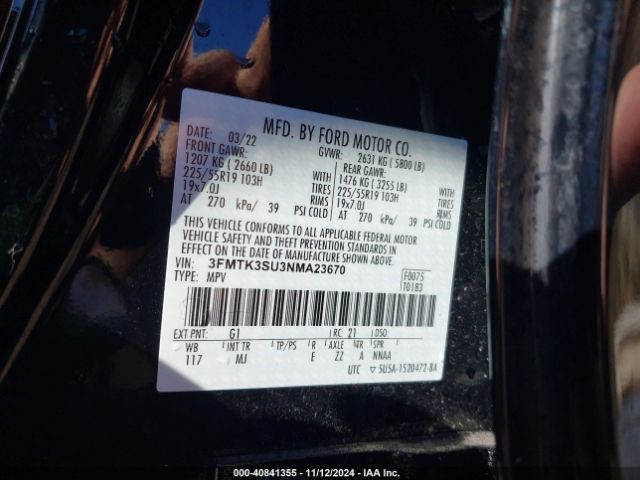 MFD. BY FORD MOTOR CO.
DATE: 03/22 GVWR: 2631 KG ( 5800 LB)
FRONT GAWR: REAR GAWR:
1207 KG ( 2660 LB) WITH 1476 KG ( 3255 LB) WITH
225/55R19 103H TIRES 225/55R19 103H TIRES
19x7.0J RIMS 19x7.0J RIMS
AT 270 kPa/ 39 PSI COLD AT 270 kPa/ 39 PSI COLD
THIS VEHICLE CONFORMS TO ALL APPLICABLE FEDERAL MOTOR
VEHICLE SAFETY AND THEFT PREVENTION STANDARDS IN
EFFECT ON THE DATE OF MANUFACTURE SHOWN ABOVE.
VIN: 3FMTK3SU3NMA23670
TYPE: MPV F0075
T0183
EXT PNT: G1 RC: 21 DSO:
WB INT TR TP/PS R AXLE TR SPR
117 MJ E ZZ A NNAA
UTC ▽ 5U5A-1520472-BA
000-40841355 - 11/12/2024 - IAA Inc.